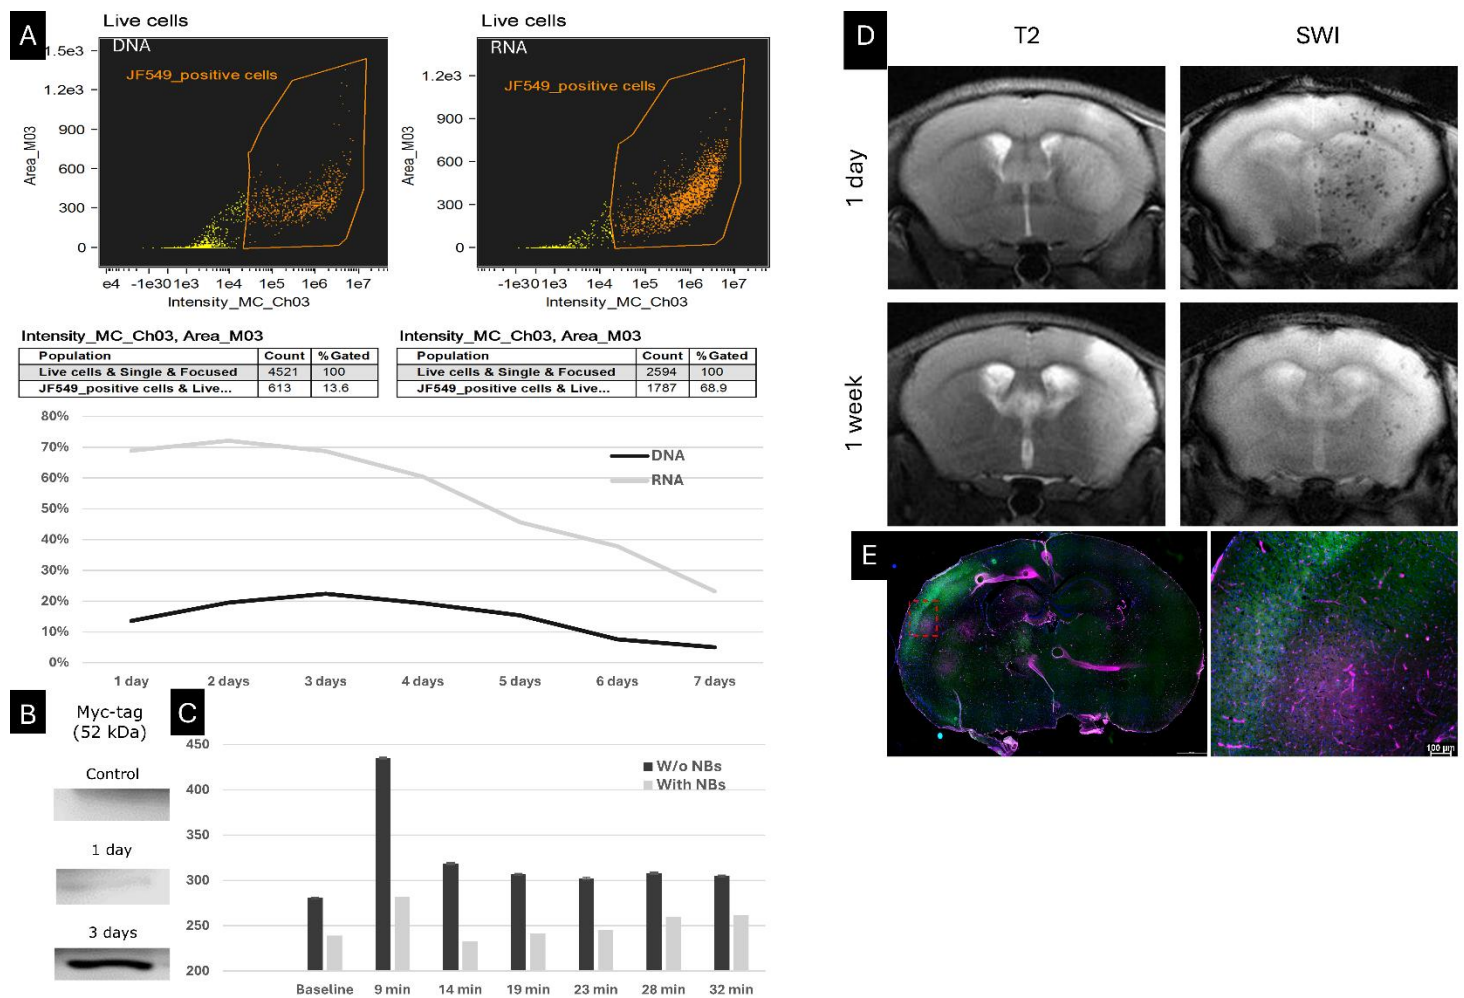 A
Live cells
DNA
JF549_positive cells
1.5e3
1.2e3
900
600
300
0
Area_M03
e4 -1e3 0 1e3 1e4 1e5 1e6 1e7
Intensity_MC_Ch03
Live cells
RNA
JF549_positive cells
1.2e3
900
600
300
0
Area_M03
-1e3 0 1e3 1e4 1e5 1e6 1e7
Intensity_MC_Ch03
Intensity_MC_Ch03, Area_M03
Population Count %Gated
Live cells & Single & Focused 4521 100
JF549_positive cells & Live... 613 13.6
Intensity_MC_Ch03, Area_M03
Population Count %Gated
Live cells & Single & Focused 2594 100
JF549_positive cells & Live... 1787 68.9
80%
70%
60%
50%
40%
30%
20%
10%
0%
DNA
RNA
1 day 2 days 3 days 4 days 5 days 6 days 7 days
B
Myc-tag
(52 kDa)
Control
1 day
3 days
C
450
400
350
300
250
200
W/o NBs
With NBs
Baseline 9 min 14 min 19 min 23 min 28 min 32 min
D
T2 SWI
1 day
1 week
E
100 µm